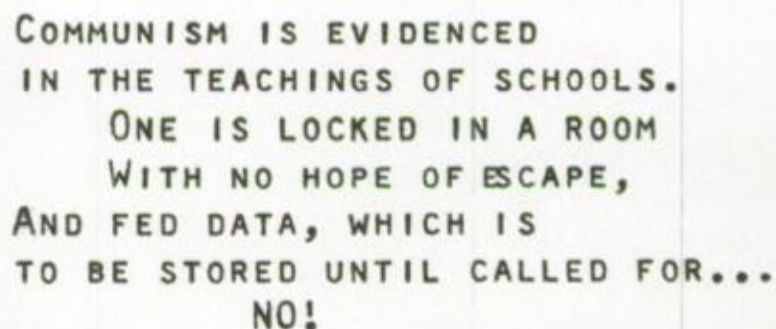 COMMUNISM IS EVIDENCED
IN THE TEACHINGS OF SCHOOLS.
ONE IS LOCKED IN A ROOM
WITH NO HOPE OF ESCAPE,
AND FED DATA, WHICH IS
TO BE STORED UNTIL CALLED FOR...
NO!